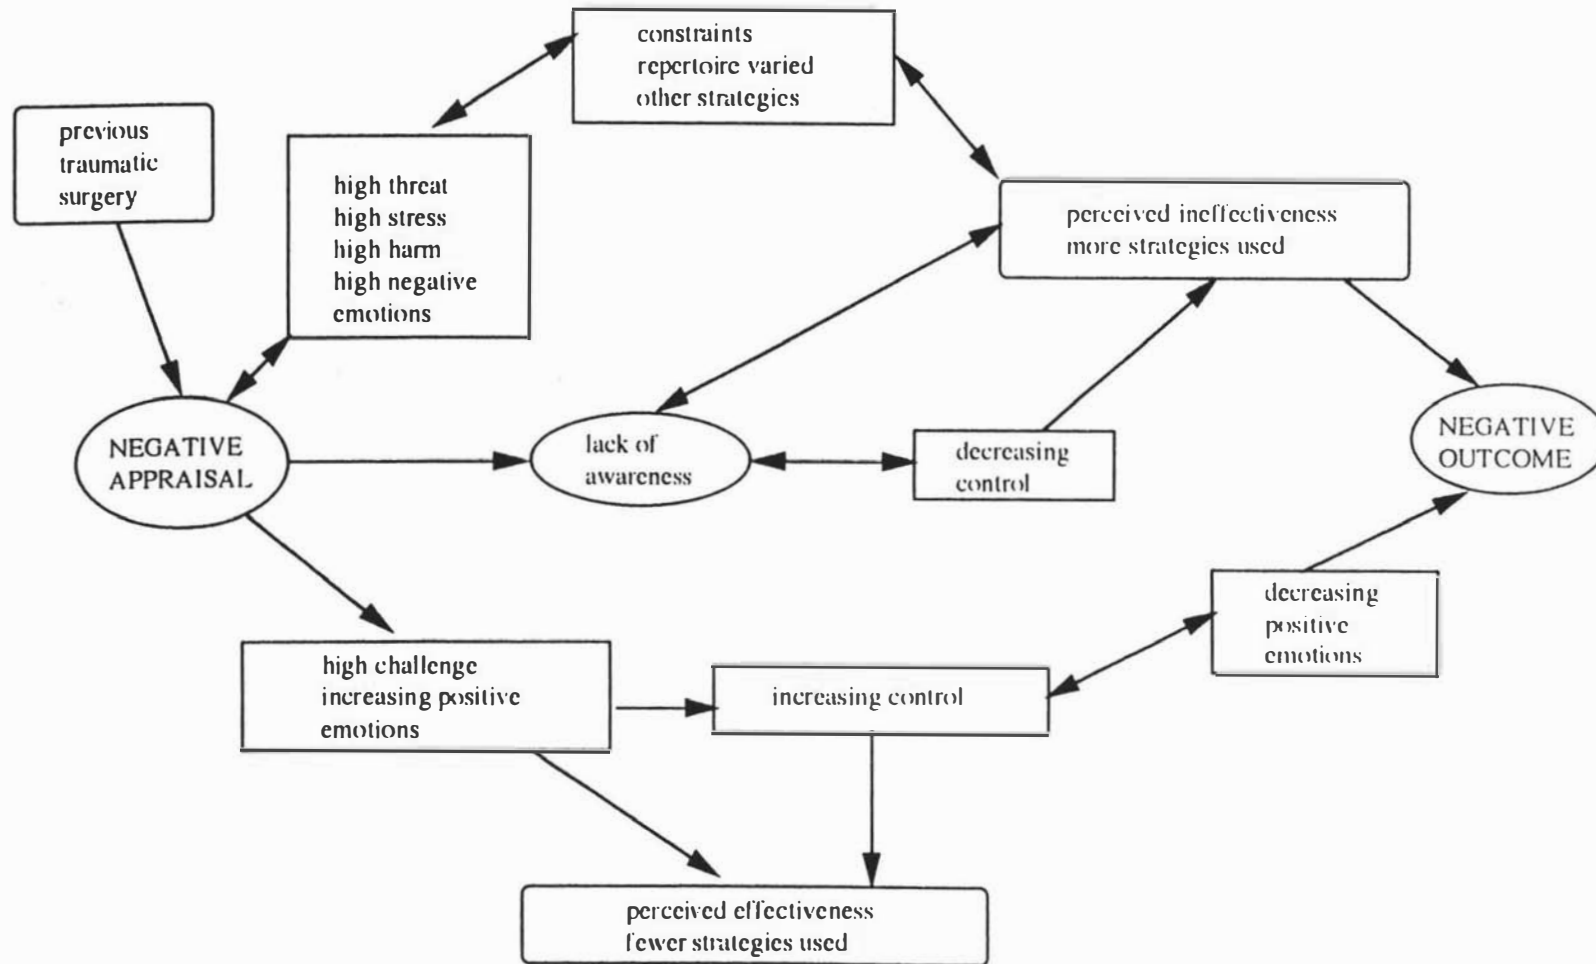 constraints
repertoire varied
other strategies
previous
traumatic
surgery
high threat
high stress
high harm
high negative
emotions
perceived ineffectiveness
more strategies used
NEGATIVE
APPRAISAL
lack of
awareness
decreasing
control
NEGATIVE
OUTCOME
decreasing
positive
emotions
high challenge
increasing positive
emotions
increasing control
perceived effectiveness
fewer strategies used